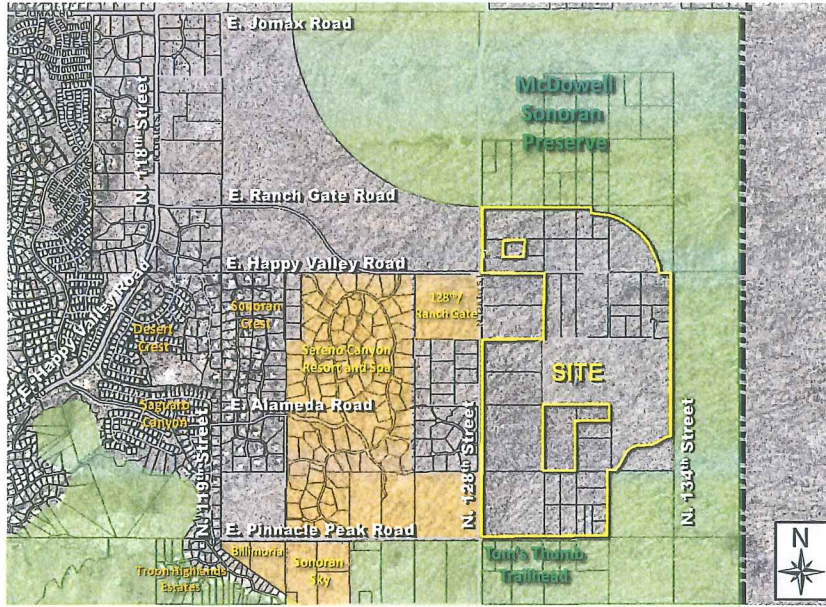 E. Jomax Road
McDowell
Sonoran
Preserve
N. 118th Street
E. Ranch Gate Road
E. Happy Valley Road
E. Happy Valley Road
128th/
Ranch Gate
Sonoran
Crest
Desert
Crest
Sereno Canyon
Resort and Spa
SITE
Saguaro
Canyon
E. Alameda Road
N. 119th Street
N. 128th Street
N. 134th Street
E. Pinnacle Peak Road
Billimoria
Sonoran
Sky
Troon Highlands
Estates
Tom's Thumb
Trailhead
N